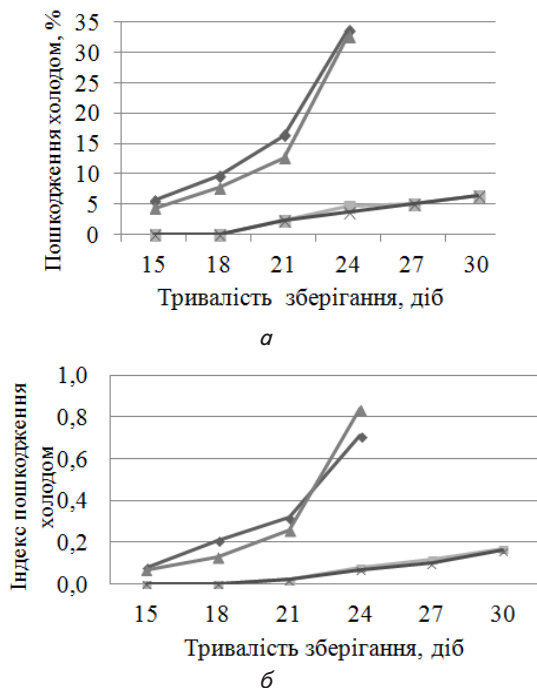 35
30
25
20
15
10
5
0
Пошкодження холодом, %
15 18 21 24 27 30
Тривалість зберігання, діб
а
1,0
0,8
0,6
0,4
0,2
0,0
Індекс пошкодження
холодом
15 18 21 24 27 30
Тривалість зберігання, діб
б